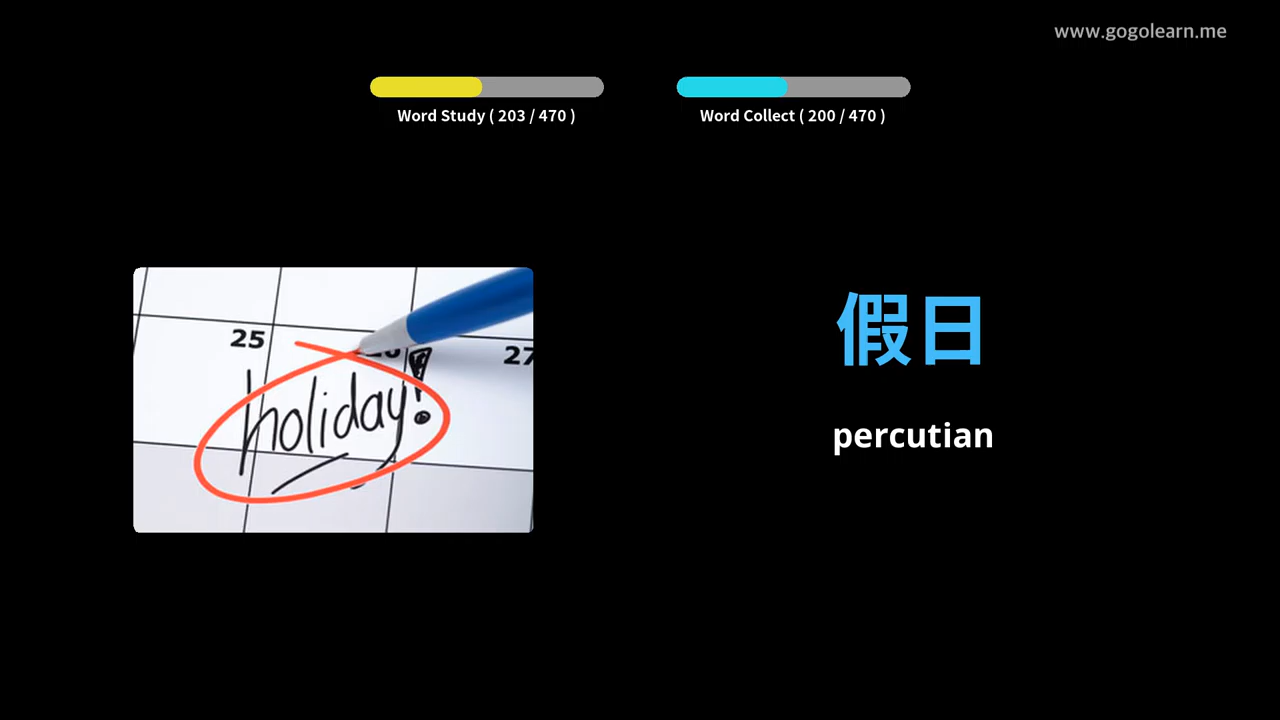 www.gogolearn.me
Word Study ( 203 / 470 )
Word Collect ( 200 / 470 )
25
27
holiday!
假日
percutian